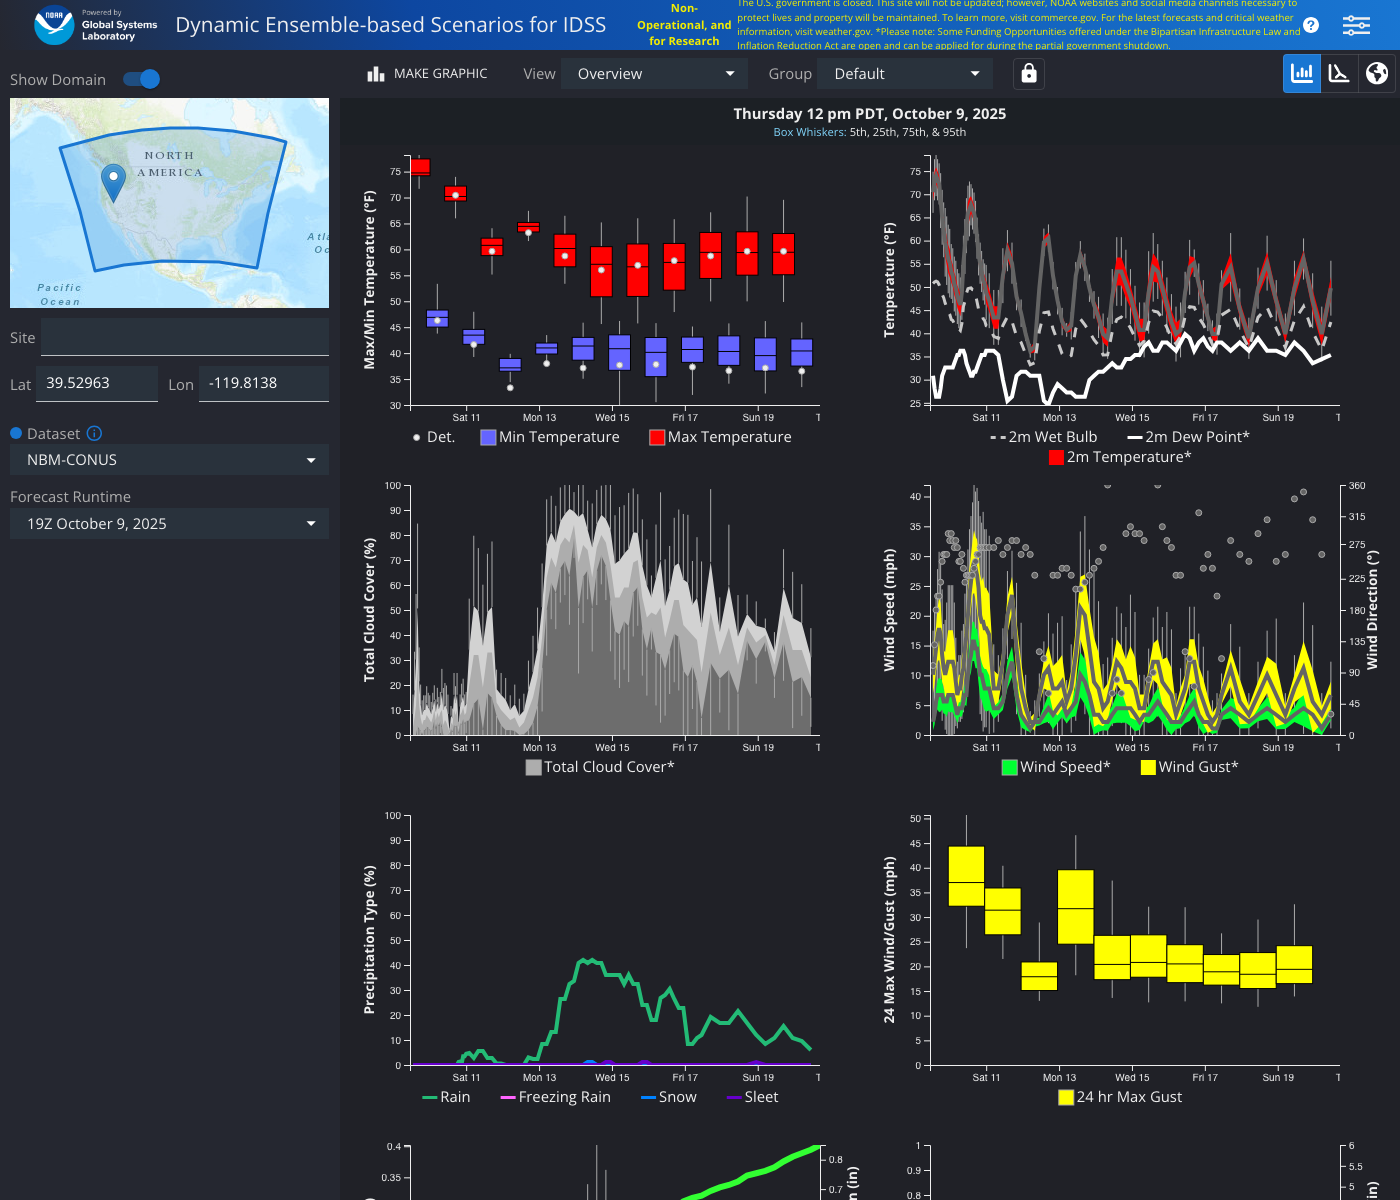 NOAA
Powered by
Global Systems
Laboratory
Dynamic Ensemble-based Scenarios for IDSS
Non-
Operational, and
for Research
The U.S. government is closed. This site will not be updated; however, NOAA websites and social media channels necessary to
protect lives and property will be maintained. To learn more, visit commerce.gov. For the latest forecasts and critical weather
information, visit weather.gov. *Please note: Some Funding Opportunities offered under the Bipartisan Infrastructure Law and
Inflation Reduction Act are open and can be applied for during the partial government shutdown.
?
Show Domain
MAKE GRAPHIC
View
Overview
Group
Default
NORTH
AMERICA
Atla
Oc
Pacific
Ocean
Site
Lat
39.52963
Lon
-119.8138
Dataset
NBM-CONUS
Forecast Runtime
19Z October 9, 2025
Thursday 12 pm PDT, October 9, 2025
Box Whiskers: 5th, 25th, 75th, & 95th
Max/Min Temperature (°F)
75
70
65
60
55
50
45
40
35
30
Sat 11 Mon 13 Wed 15 Fri 17 Sun 19 T
Det. Min Temperature Max Temperature
Temperature (°F)
75
70
65
60
55
50
45
40
35
30
25
Sat 11 Mon 13 Wed 15 Fri 17 Sun 19 T
2m Wet Bulb 2m Dew Point*
2m Temperature*
Total Cloud Cover (%)
100
90
80
70
60
50
40
30
20
10
0
Sat 11 Mon 13 Wed 15 Fri 17 Sun 19 T
Total Cloud Cover*
Wind Speed (mph)
40
35
30
25
20
15
10
5
0
360
315
275
225
180
135
90
45
0
Wind Direction (°)
Sat 11 Mon 13 Wed 15 Fri 17 Sun 19 T
Wind Speed* Wind Gust*
Precipitation Type (%)
100
90
80
70
60
50
40
30
20
10
0
Sat 11 Mon 13 Wed 15 Fri 17 Sun 19 T
Rain Freezing Rain Snow Sleet
24 Max Wind/Gust (mph)
50
45
40
35
30
25
20
15
10
5
0
Sat 11 Mon 13 Wed 15 Fri 17 Sun 19 T
24 hr Max Gust
0.4
0.35
0.8
0.7
n (in)
1
0.9
0.8
6
5.5
5
in)